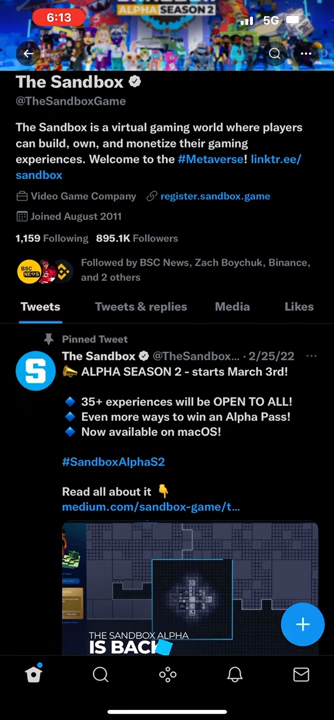 ALPHA SEASON 2
6:13
5G
The Sandbox
@TheSandboxGame
The Sandbox is a virtual gaming world where players
can build, own, and monetize their gaming
experiences. Welcome to the #Metaverse! linktr.ee/
sandbox
Video Game Company register.sandbox.game
Joined August 2011
1,159 Following 895.1K Followers
BSC
NEWS
Followed by BSC News, Zach Boychuk, Binance,
and 2 others
Tweets Tweets & replies Media Likes
Pinned Tweet
The Sandbox @TheSandbox... · 2/25/22
S
ALPHA SEASON 2 - starts March 3rd!
35+ experiences will be OPEN TO ALL!
Even more ways to win an Alpha Pass!
Now available on macOS!
#SandboxAlphaS2
Read all about it 👇
medium.com/sandbox-game/t...
THE SANDBOX ALPHA
IS BACK